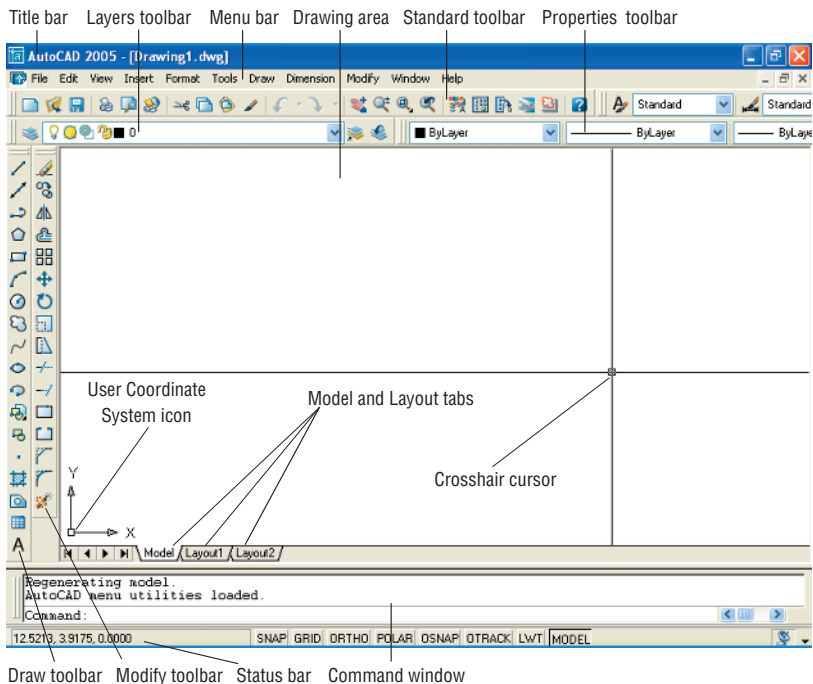 Title bar Layers toolbar Menu bar Drawing area Standard toolbar Properties toolbar
AutoCAD 2005 - [Drawing1.dwg]
File Edit View Insert Format Tools Draw Dimension Modify Window Help
Standard Standard
0 ByLayer ByLayer ByLaye
User Coordinate
System icon
Model and Layout tabs
Crosshair cursor
Y
X
Model Layout1 Layout2
Regenerating model.
AutoCAD menu utilities loaded.
Command:
12.5213, 3.9175, 0.0000 SNAP GRID ORTHO POLAR OSNAP OTRACK LWT MODEL
Draw toolbar Modify toolbar Status bar Command window